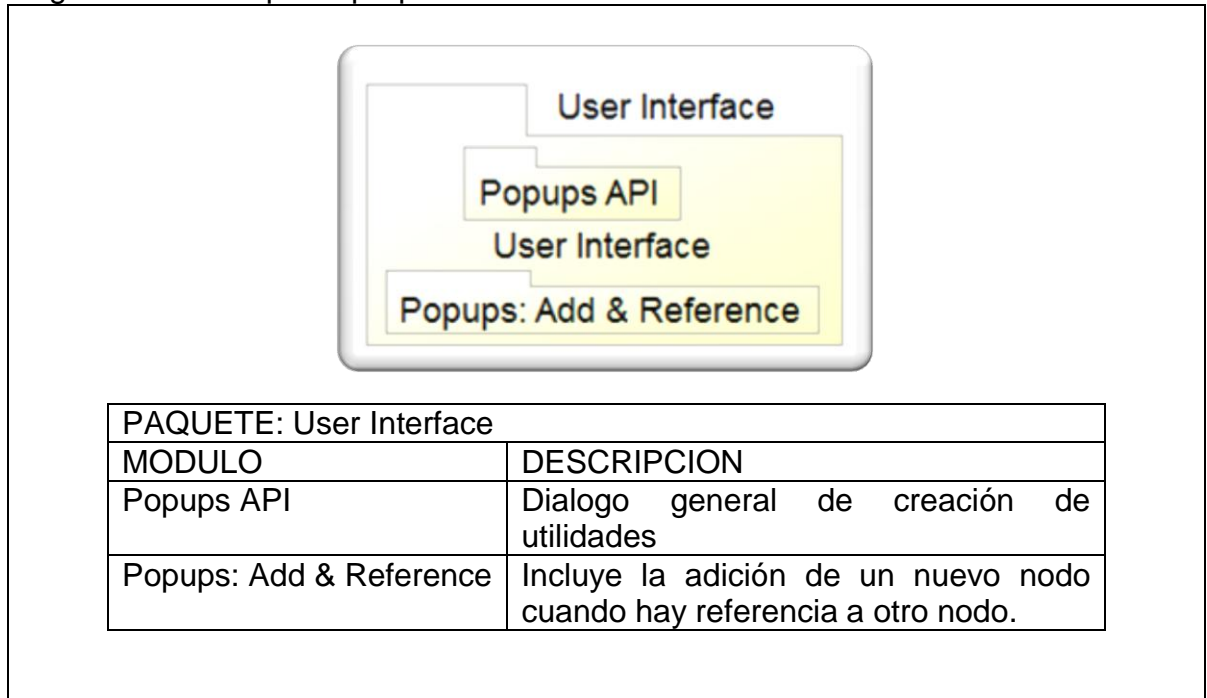 User Interface
Popups API
User Interface
Popups: Add & Reference
PAQUETE: User Interface
MODULO DESCRIPCION
Popups API Dialogo general de creación de
utilidades
Popups: Add & Reference Incluye la adición de un nuevo nodo
cuando hay referencia a otro nodo.